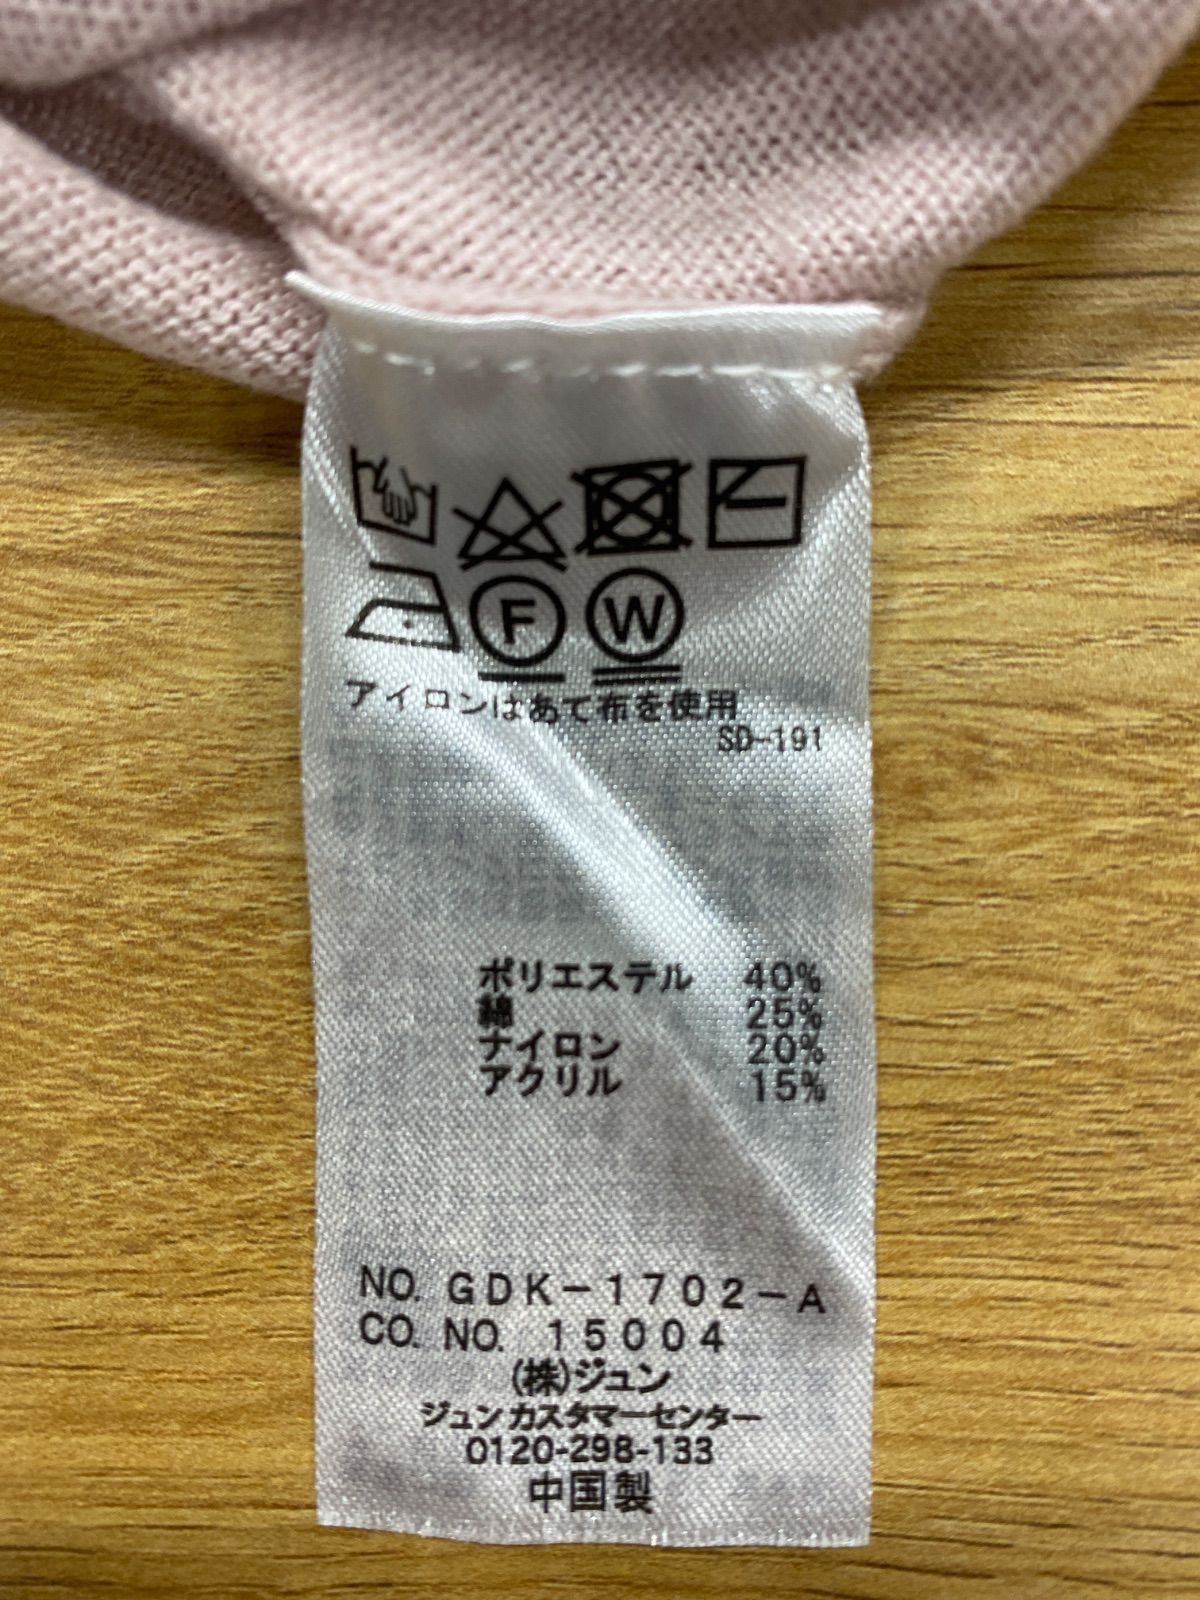 F W
アイロンはあて布を使用
SD-191
ポリエステル 40%
綿 25%
ナイロン 20%
アクリル 15%
NO. GDK-1702-A
CO. NO. 15004
(株)ジュン
ジュンカスタマーセンター
0120-298-133
中国製